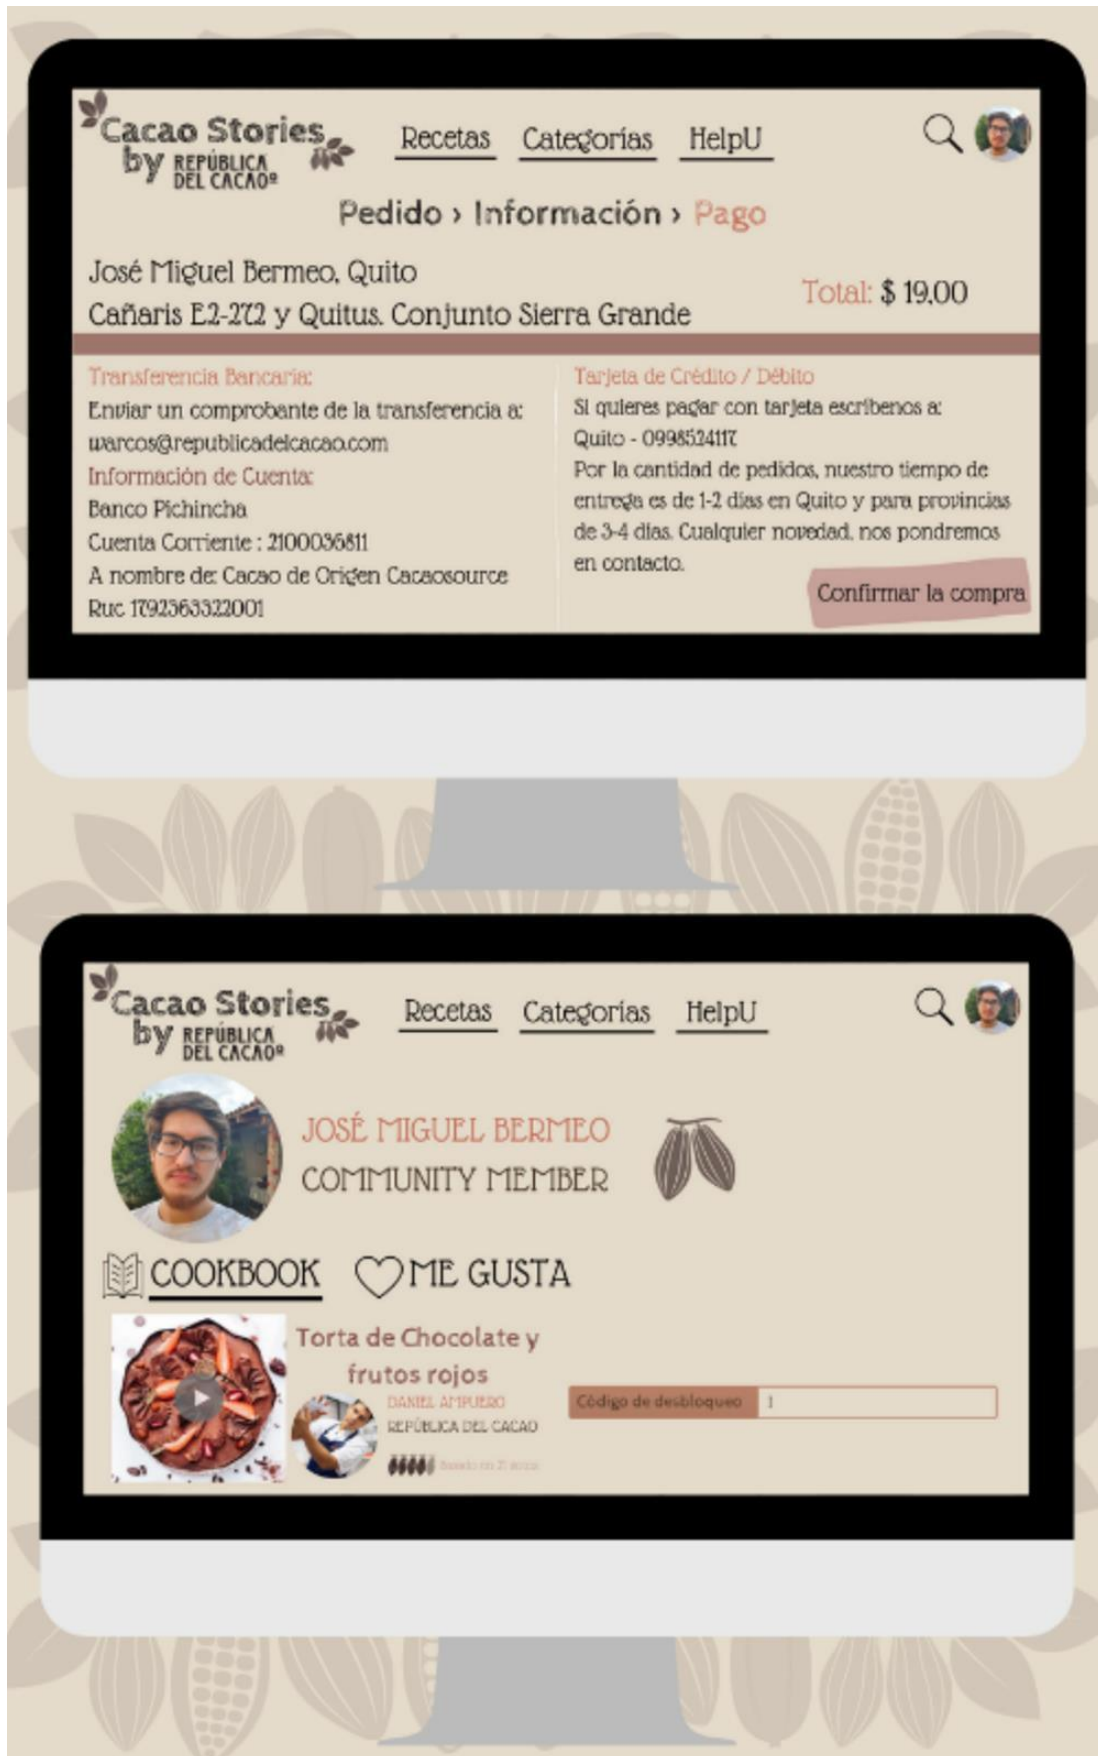 Cacao Stories
by REPÚBLICA
DEL CACAO®
Recetas Categorías HelpU
Pedido › Información › Pago
José Miguel Bermeo, Quito
Cañaris E2-272 y Quitus. Conjunto Sierra Grande
Total: $ 19.00
Transferencia Bancaria:
Enviar un comprobante de la transferencia a:
warcos@republicadelcacao.com
Información de Cuenta:
Banco Pichincha
Cuenta Corriente : 2100036811
A nombre de: Cacao de Origen Cacaosource
Ruc 1792363322001
Tarjeta de Crédito / Débito
Si quieres pagar con tarjeta escríbenos a:
Quito - 0998524117
Por la cantidad de pedidos, nuestro tiempo de
entrega es de 1-2 días en Quito y para provincias
de 3-4 días. Cualquier novedad, nos pondremos
en contacto.
Confirmar la compra
Cacao Stories
by REPÚBLICA
DEL CACAO®
Recetas Categorías HelpU
JOSÉ MIGUEL BERMEO
COMMUNITY MEMBER
COOKBOOK ME GUSTA
Torta de Chocolate y
frutos rojos
DANIEL AMPUERO
REPÚBLICA DEL CACAO
Código de desbloqueo